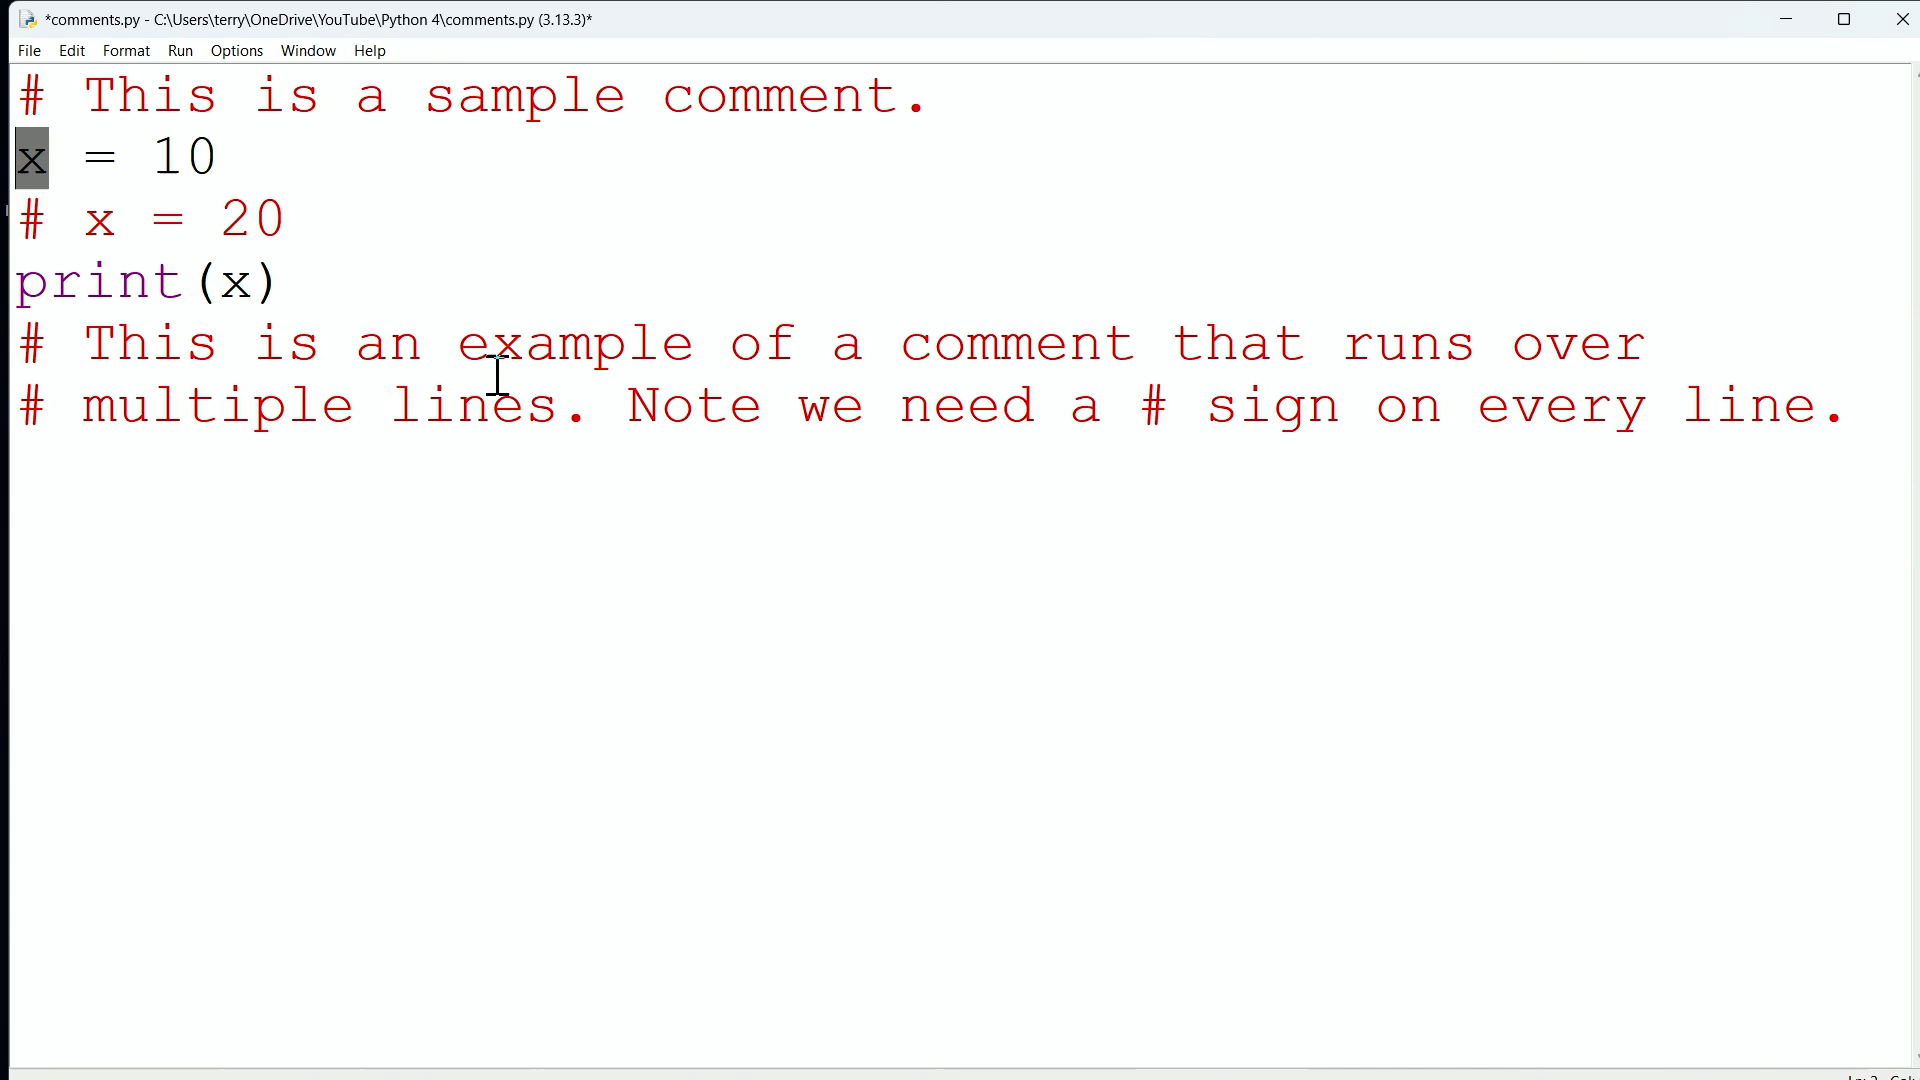 *comments.py - C:\Users\terry\OneDrive\YouTube\Python 4\comments.py (3.13.3)*
File Edit Format Run Options Window Help
# This is a sample comment.
x = 10
# x = 20
print(x)
# This is an example of a comment that runs over
# multiple lines. Note we need a # sign on every line.